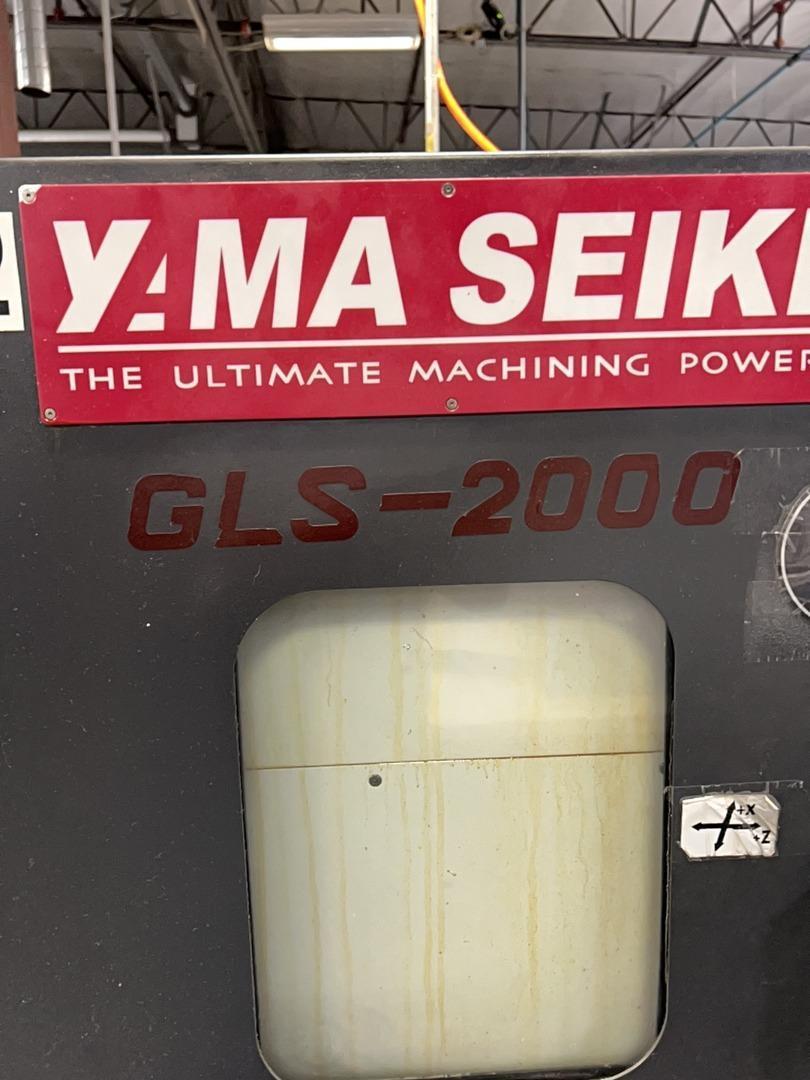 YAMA SEIKI
THE ULTIMATE MACHINING POWER
GLS-2000
+X
+Z